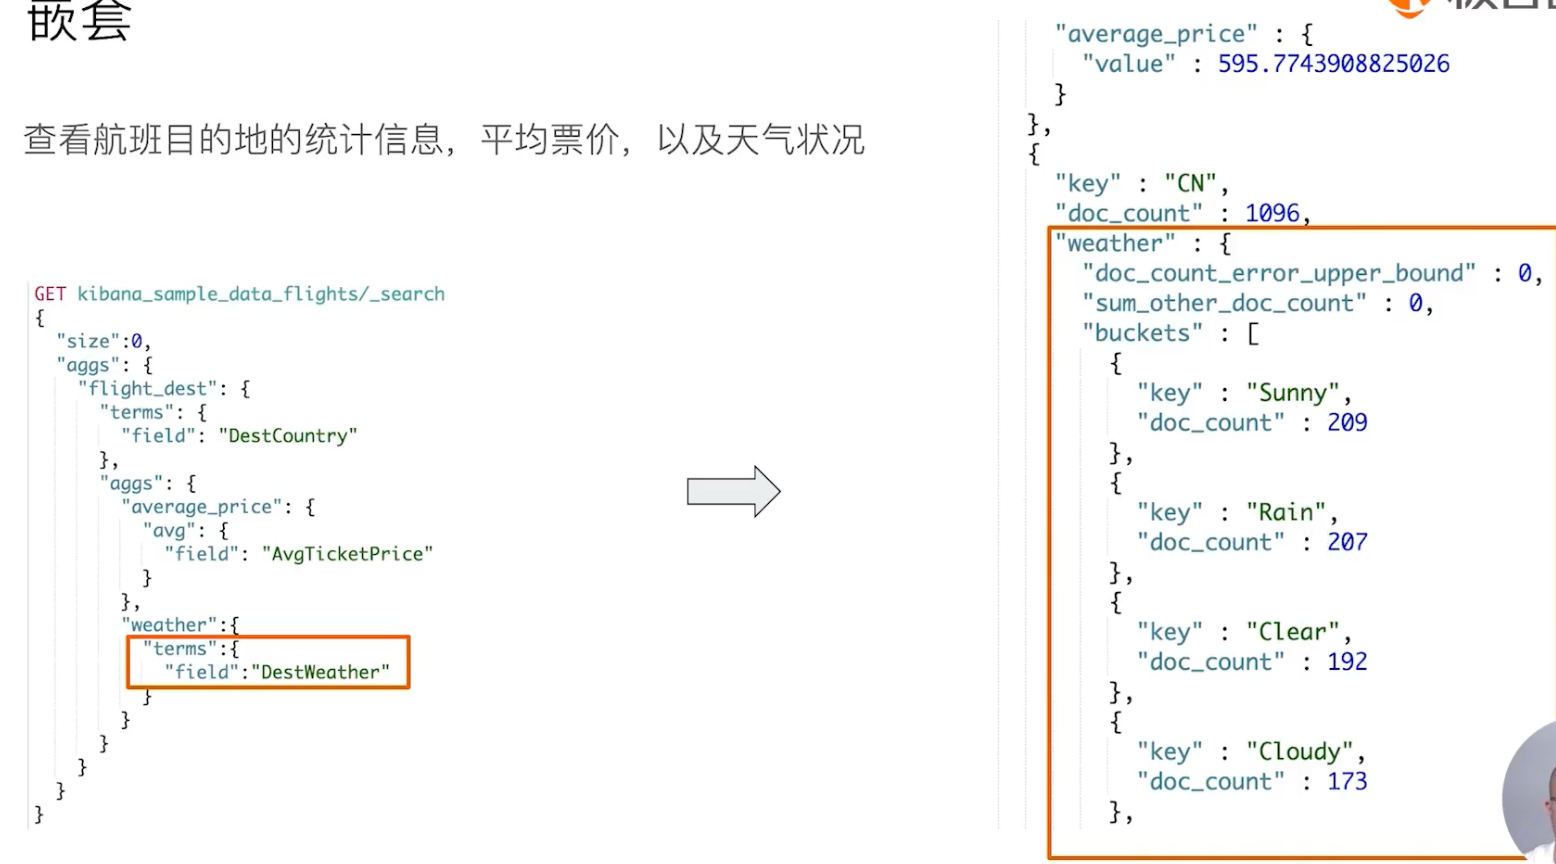 嵌套
查看航班目的地的统计信息，平均票价，以及天气状况
GET kibana_sample_data_flights/_search
{
"size":0,
"aggs": {
"flight_dest": {
"terms": {
"field": "DestCountry"
},
"aggs": {
"average_price": {
"avg": {
"field": "AvgTicketPrice"
}
},
"weather":{
"terms":{
"field":"DestWeather"
}
}
}
}
}
}
"average_price" : {
"value" : 595.7743908825026
}
},
{
"key" : "CN",
"doc_count" : 1096,
"weather" : {
"doc_count_error_upper_bound" : 0,
"sum_other_doc_count" : 0,
"buckets" : [
{
"key" : "Sunny",
"doc_count" : 209
},
{
"key" : "Rain",
"doc_count" : 207
},
{
"key" : "Clear",
"doc_count" : 192
},
{
"key" : "Cloudy",
"doc_count" : 173
},